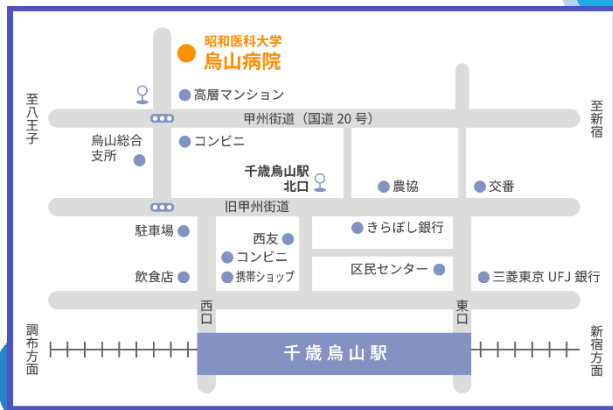 昭和医科大学
烏山病院
至八王子
高層マンション
至新宿
甲州街道（国道20号）
烏山総合
支所
コンビニ
千歳烏山駅
北口
農協
交番
旧甲州街道
駐車場
西友
きらぼし銀行
コンビニ
飲食店
携帯ショップ
区民センター
三菱東京UFJ銀行
西口
東口
調布方面
千歳烏山駅
新宿方面